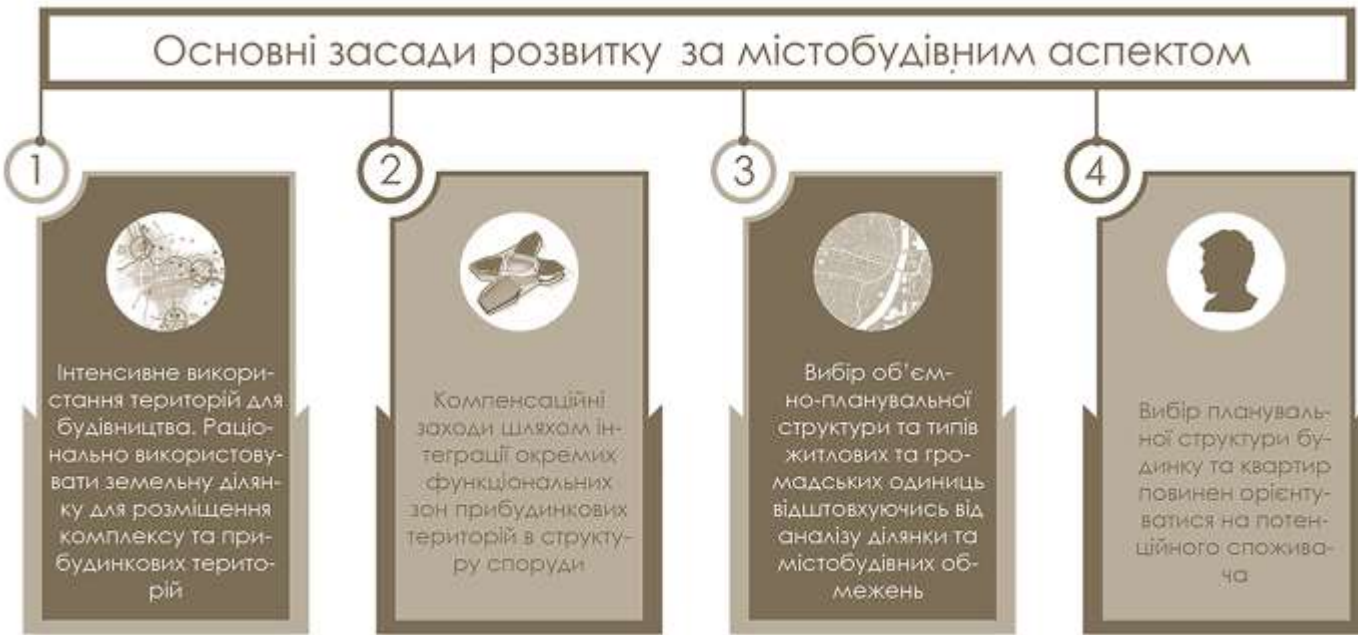 Основні засади розвитку за містобудівним аспектом
1
Інтенсивне викори-
стання територій для
будівництва. Раціо-
нально використову-
вати земельну ділян-
ку для розміщення
комплексу та при-
будинкових терито-
рій
2
Компенсаційні
заходи шляхом ін-
теграції окремих
функціональних
зон прибудинкових
територій в структу-
ру споруди
3
Вибір об’єм-
но-планувальної
структури та типів
житлових та гро-
мадських одиниць
відштовхуючись від
аналізу ділянки та
містобудівних об-
межень
4
Вибір плануваль-
ної структури бу-
динку та квартир
повинен орієнту-
ватися на потен-
ційного спожива-
ча